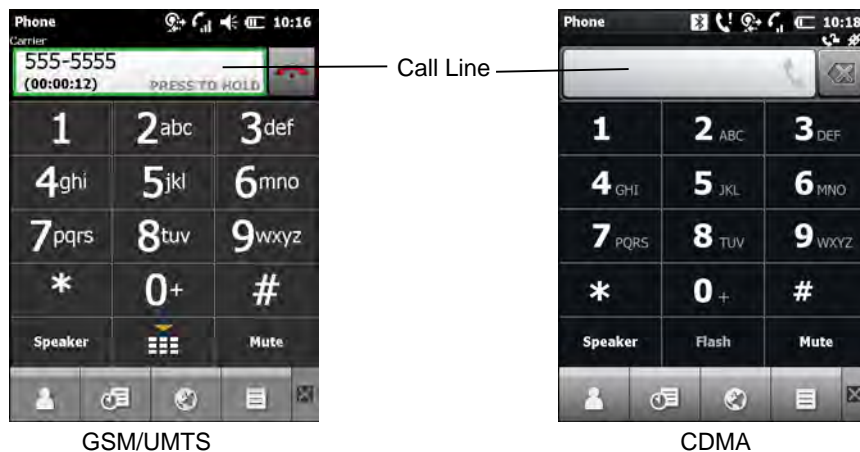 Phone 10:16
Carrier
555-5555
(00:00:12) PRESS TO HOLD
1 2abc 3def
4ghi 5jkl 6mno
7pqrs 8tuv 9wxyz
* 0+ #
Speaker Mute
GSM/UMTS
Call Line
Phone 10:18
1 2 ABC 3 DEF
4 GHI 5 JKL 6 MNO
7 PQRS 8 TUV 9 WXYZ
* 0 + #
Speaker Flash Mute
CDMA